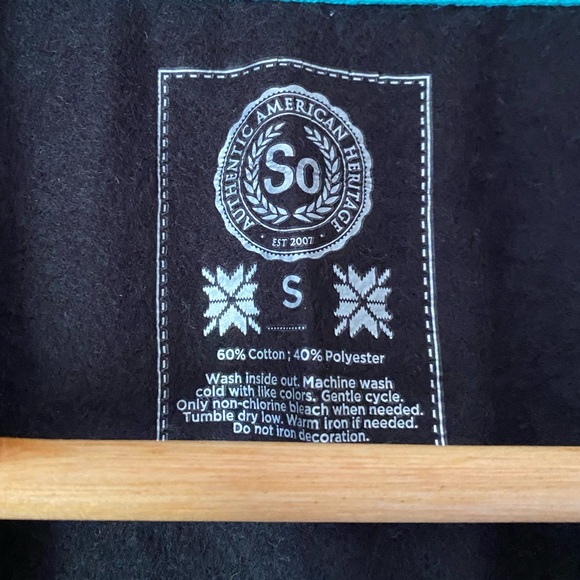 AUTHENTIC AMERICAN HERITAGE
So
· EST 2007 ·
S
60% Cotton ; 40% Polyester
Wash inside out. Machine wash
cold with like colors. Gentle cycle.
Only non-chlorine bleach when needed.
Tumble dry low. Warm iron if needed.
Do not iron decoration.